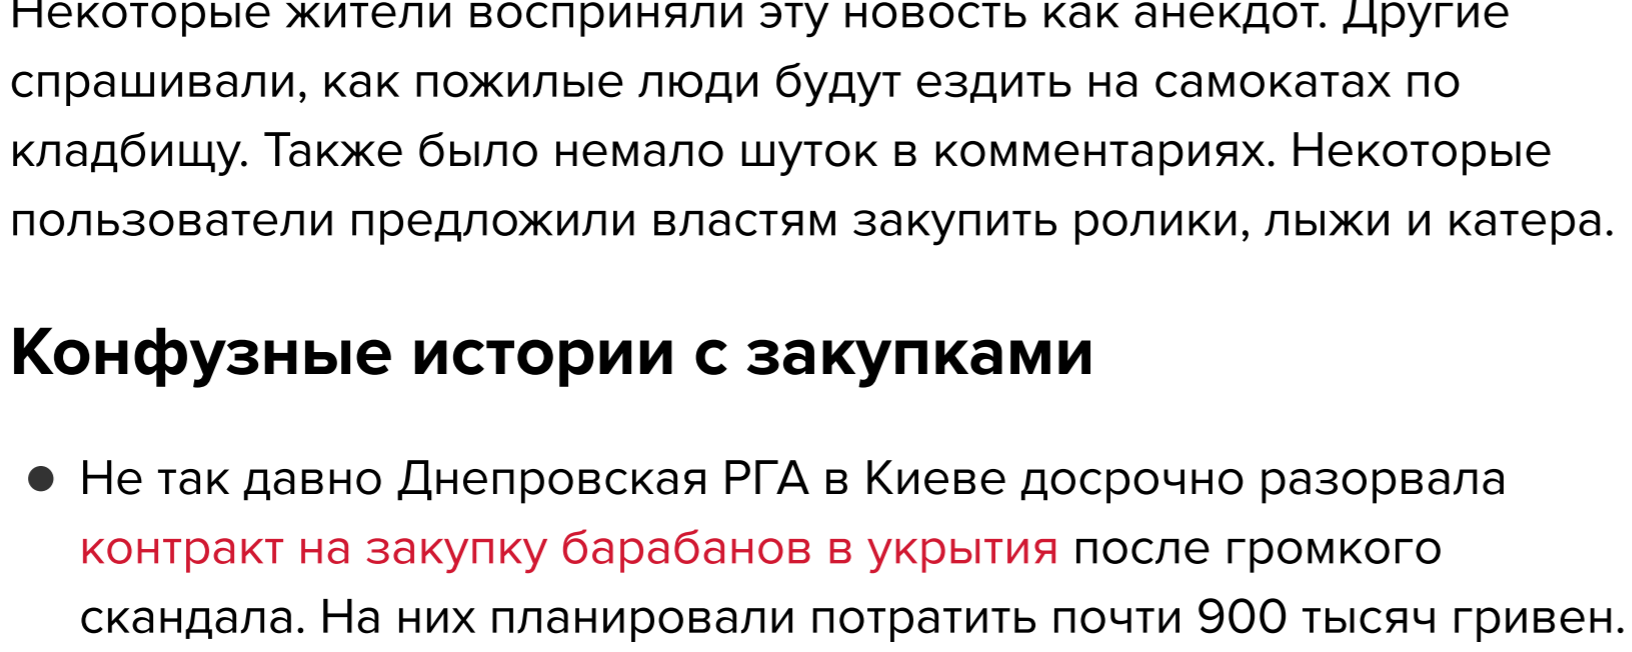 Некоторые жители восприняли эту новость как анекдот. Другие
спрашивали, как пожилые люди будут ездить на самокатах по
кладбищу. Также было немало шуток в комментариях. Некоторые
пользователи предложили властям закупить ролики, лыжи и катера.
Конфузные истории с закупками
● Не так давно Днепровская РГА в Киеве досрочно разорвала
контракт на закупку барабанов в укрытия после громкого
скандала. На них планировали потратить почти 900 тысяч гривен.